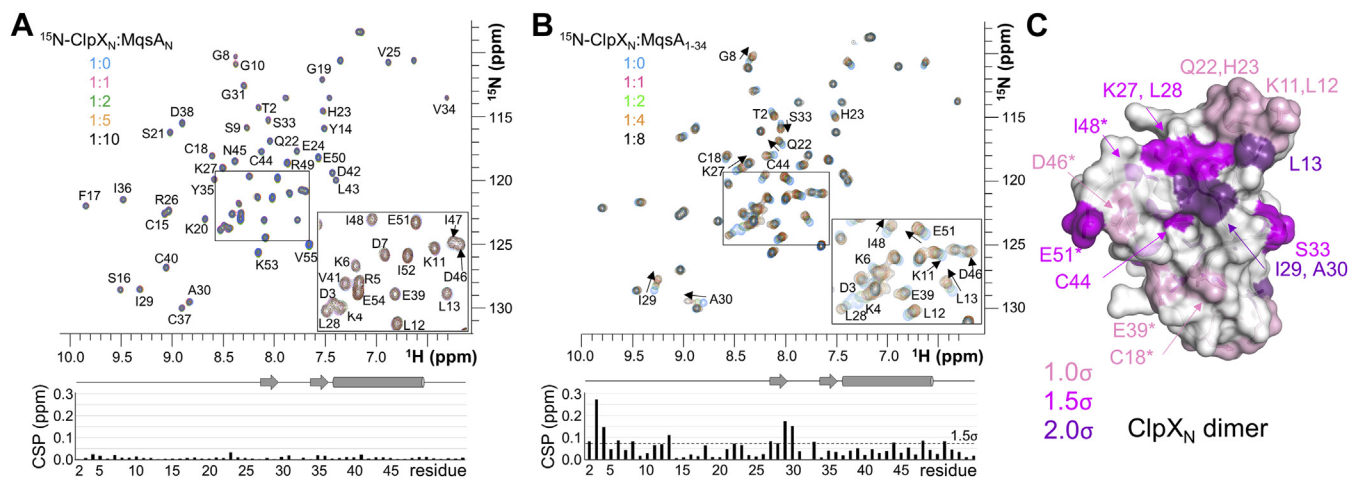 A
15N-ClpXN:MqsAN
1:0
1:1
1:2
1:5
1:10
G8
G10
G19
V25
G31
T2
S33
H23
V34
D38
S21
S9
Q22
Y14
E24
C18
N45
C44
R49
E50
K27
D42
L43
Y35
F17
I36
R26
C15
K20
C40
K53
V55
S16
I29
A30
C37
I48
E51
I47
D7
K6
I52
K11
D46
V41
R5
D3
E54
E39
L13
L28
K4
L12
15N (ppm)
110
115
120
125
130
10.0 9.5 9.0 8.5 8.0 7.5 7.0 1H (ppm)
CSP (ppm)
0.3
0.2
0.1
0.0
2 5 10 15 20 25 30 35 40 45 residue
B
15N-ClpXN:MqsA1-34
1:0
1:1
1:2
1:4
1:8
G8
T2
S33
H23
C18
Q22
K27
C44
I29
A30
I48
E51
K6
K11
D46
D3
E39
L13
L28
K4
L12
15N (ppm)
110
115
120
125
130
10.0 9.5 9.0 8.5 8.0 7.5 7.0 1H (ppm)
CSP (ppm)
0.3
0.2
0.1
0.0
1.5σ
2 5 10 15 20 25 30 35 40 45 residue
C
Q22,H23
K11,L12
K27, L28
I48*
D46*
L13
E51*
C44
S33
I29, A30
E39*
C18*
1.0σ
1.5σ
2.0σ
ClpXN dimer